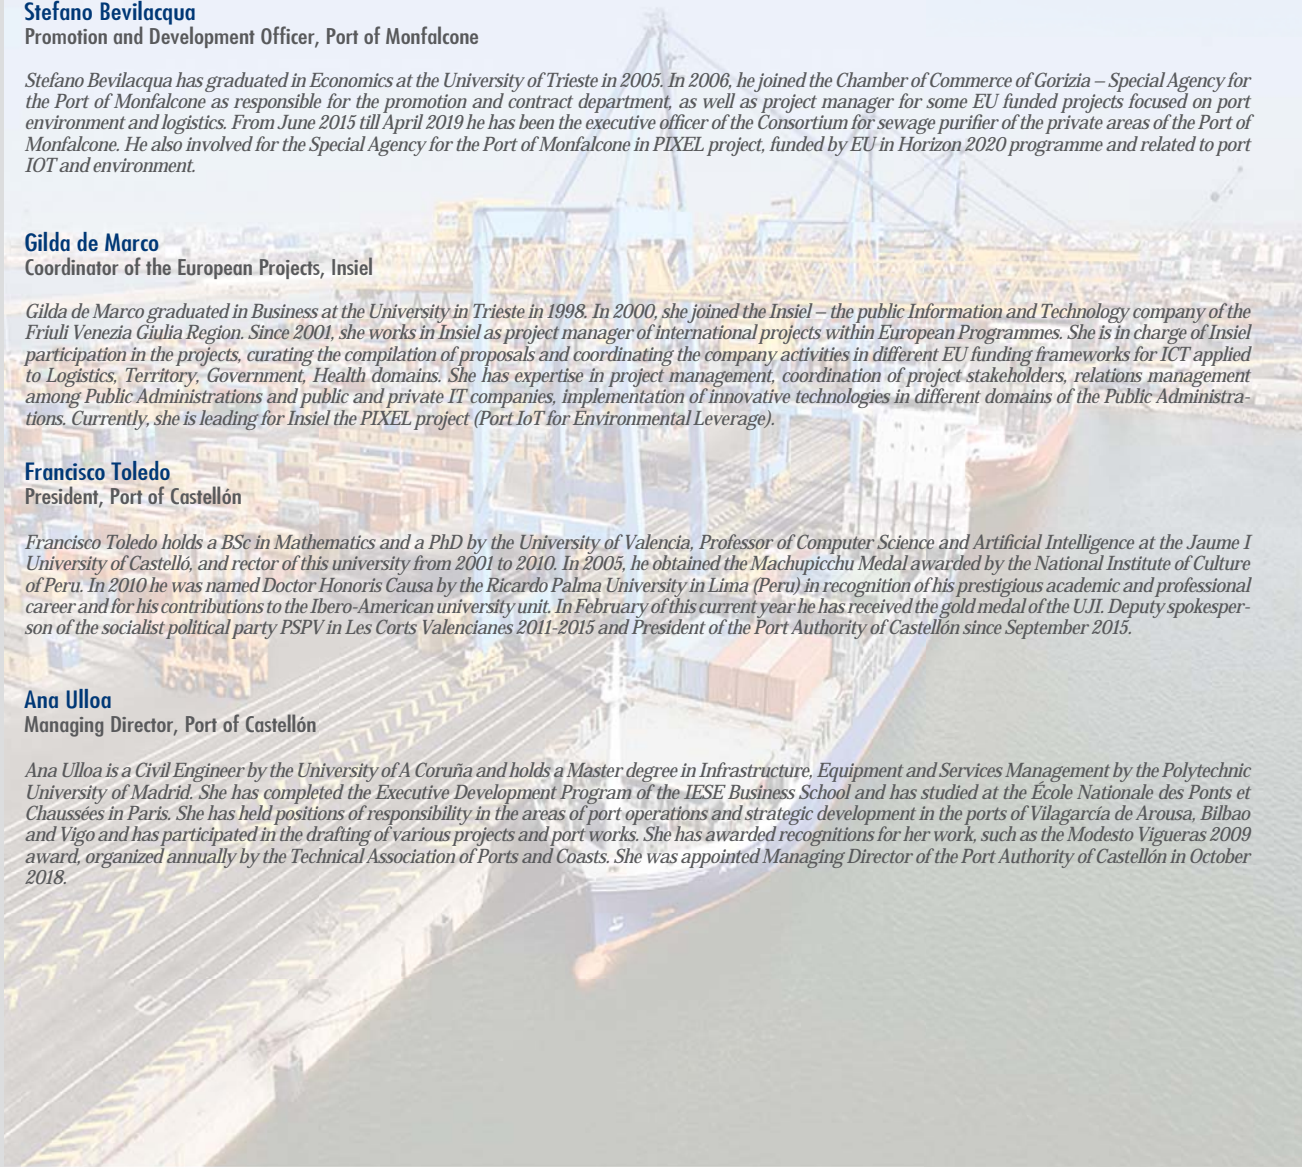 Stefano Bevilacqua
Promotion and Development Officer, Port of Monfalcone
Stefano Bevilacqua has graduated in Economics at the University of Trieste in 2005. In 2006, he joined the Chamber of Commerce of Gorizia – Special Agency for
the Port of Monfalcone as responsible for the promotion and contract department, as well as project manager for some EU funded projects focused on port
environment and logistics. From June 2015 till April 2019 he has been the executive officer of the Consortium for sewage purifier of the private areas of the Port of
Monfalcone. He also involved for the Special Agency for the Port of Monfalcone in PIXEL project, funded by EU in Horizon 2020 programme and related to port
IOT and environment.
Gilda de Marco
Coordinator of the European Projects, Insiel
Gilda de Marco graduated in Business at the University in Trieste in 1998. In 2000, she joined the Insiel – the public Information and Technology company of the
Friuli Venezia Giulia Region. Since 2001, she works in Insiel as project manager of international projects within European Programmes. She is in charge of Insiel
participation in the projects, curating the compilation of proposals and coordinating the company activities in different EU funding frameworks for ICT applied
to Logistics, Territory, Government, Health domains. She has expertise in project management, coordination of project stakeholders, relations management
among Public Administrations and public and private IT companies, implementation of innovative technologies in different domains of the Public Administra-
tions. Currently, she is leading for Insiel the PIXEL project (Port IoT for Environmental Leverage).
Francisco Toledo
President, Port of Castellón
Francisco Toledo holds a BSc in Mathematics and a PhD by the University of Valencia, Professor of Computer Science and Artificial Intelligence at the Jaume I
University of Castelló, and rector of this university from 2001 to 2010. In 2005, he obtained the Machupicchu Medal awarded by the National Institute of Culture
of Peru. In 2010 he was named Doctor Honoris Causa by the Ricardo Palma University in Lima (Peru) in recognition of his prestigious academic and professional
career and for his contributions to the Ibero-American university unit. In February of this current year he has received the gold medal of the UJI. Deputy spokesper-
son of the socialist political party PSPV in Les Corts Valencianes 2011-2015 and President of the Port Authority of Castellón since September 2015.
Ana Ulloa
Managing Director, Port of Castellón
Ana Ulloa is a Civil Engineer by the University of A Coruña and holds a Master degree in Infrastructure, Equipment and Services Management by the Polytechnic
University of Madrid. She has completed the Executive Development Program of the IESE Business School and has studied at the École Nationale des Ponts et
Chaussées in Paris. She has held positions of responsibility in the areas of port operations and strategic development in the ports of Vilagarcía de Arousa, Bilbao
and Vigo and has participated in the drafting of various projects and port works. She has awarded recognitions for her work, such as the Modesto Vigueras 2009
award, organized annually by the Technical Association of Ports and Coasts. She was appointed Managing Director of the Port Authority of Castellón in October
2018.